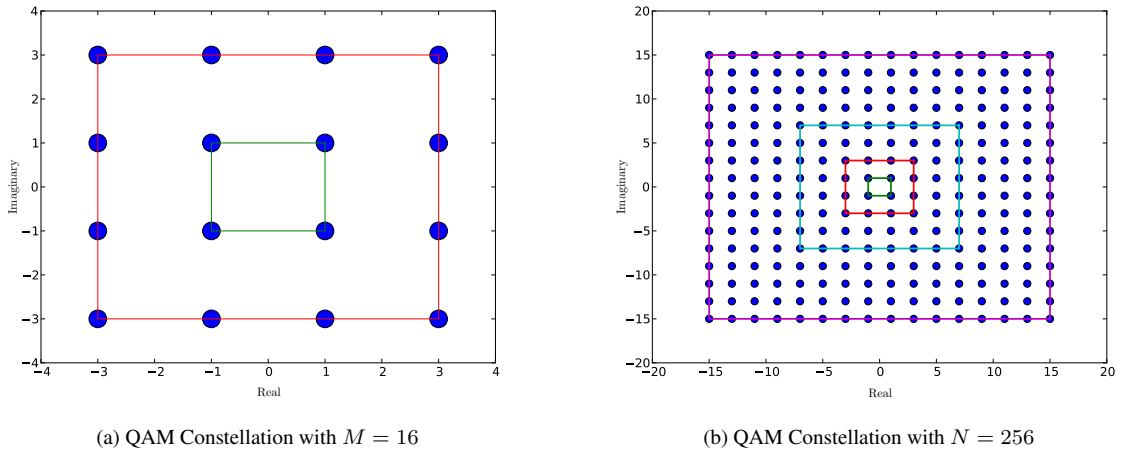 4
3
2
1
0
−1
−2
−3
−4
Imaginary
−4 −3 −2 −1 0 1 2 3 4
Real
(a) QAM Constellation with M = 16
20
15
10
5
0
−5
−10
−15
−20
Imaginary
−20 −15 −10 −5 0 5 10 15 20
Real
(b) QAM Constellation with N = 256